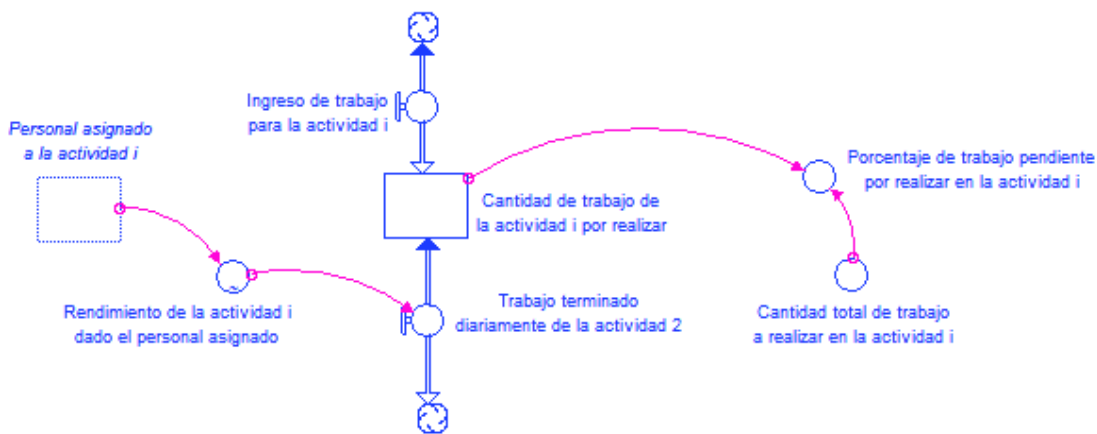 Ingreso de trabajo
para la actividad i
Personal asignado
a la actividad i
Porcentaje de trabajo pendiente
por realizar en la actividad i
Cantidad de trabajo de
la actividad i por realizar
Rendimiento de la actividad i
dado el personal asignado
Trabajo terminado
diariamente de la actividad 2
Cantidad total de trabajo
a realizar en la actividad i